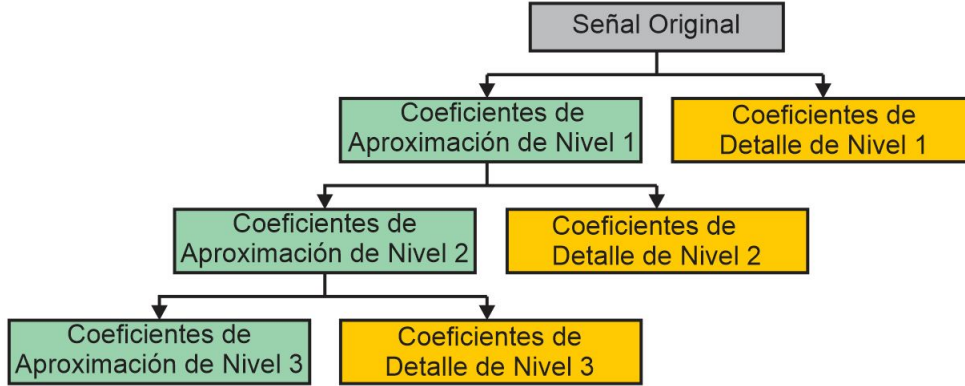 Señal Original
Coeficientes de
Aproximación de Nivel 1
Coeficientes de
Detalle de Nivel 1
Coeficientes de
Aproximación de Nivel 2
Coeficientes de
Detalle de Nivel 2
Coeficientes de
Aproximación de Nivel 3
Coeficientes de
Detalle de Nivel 3